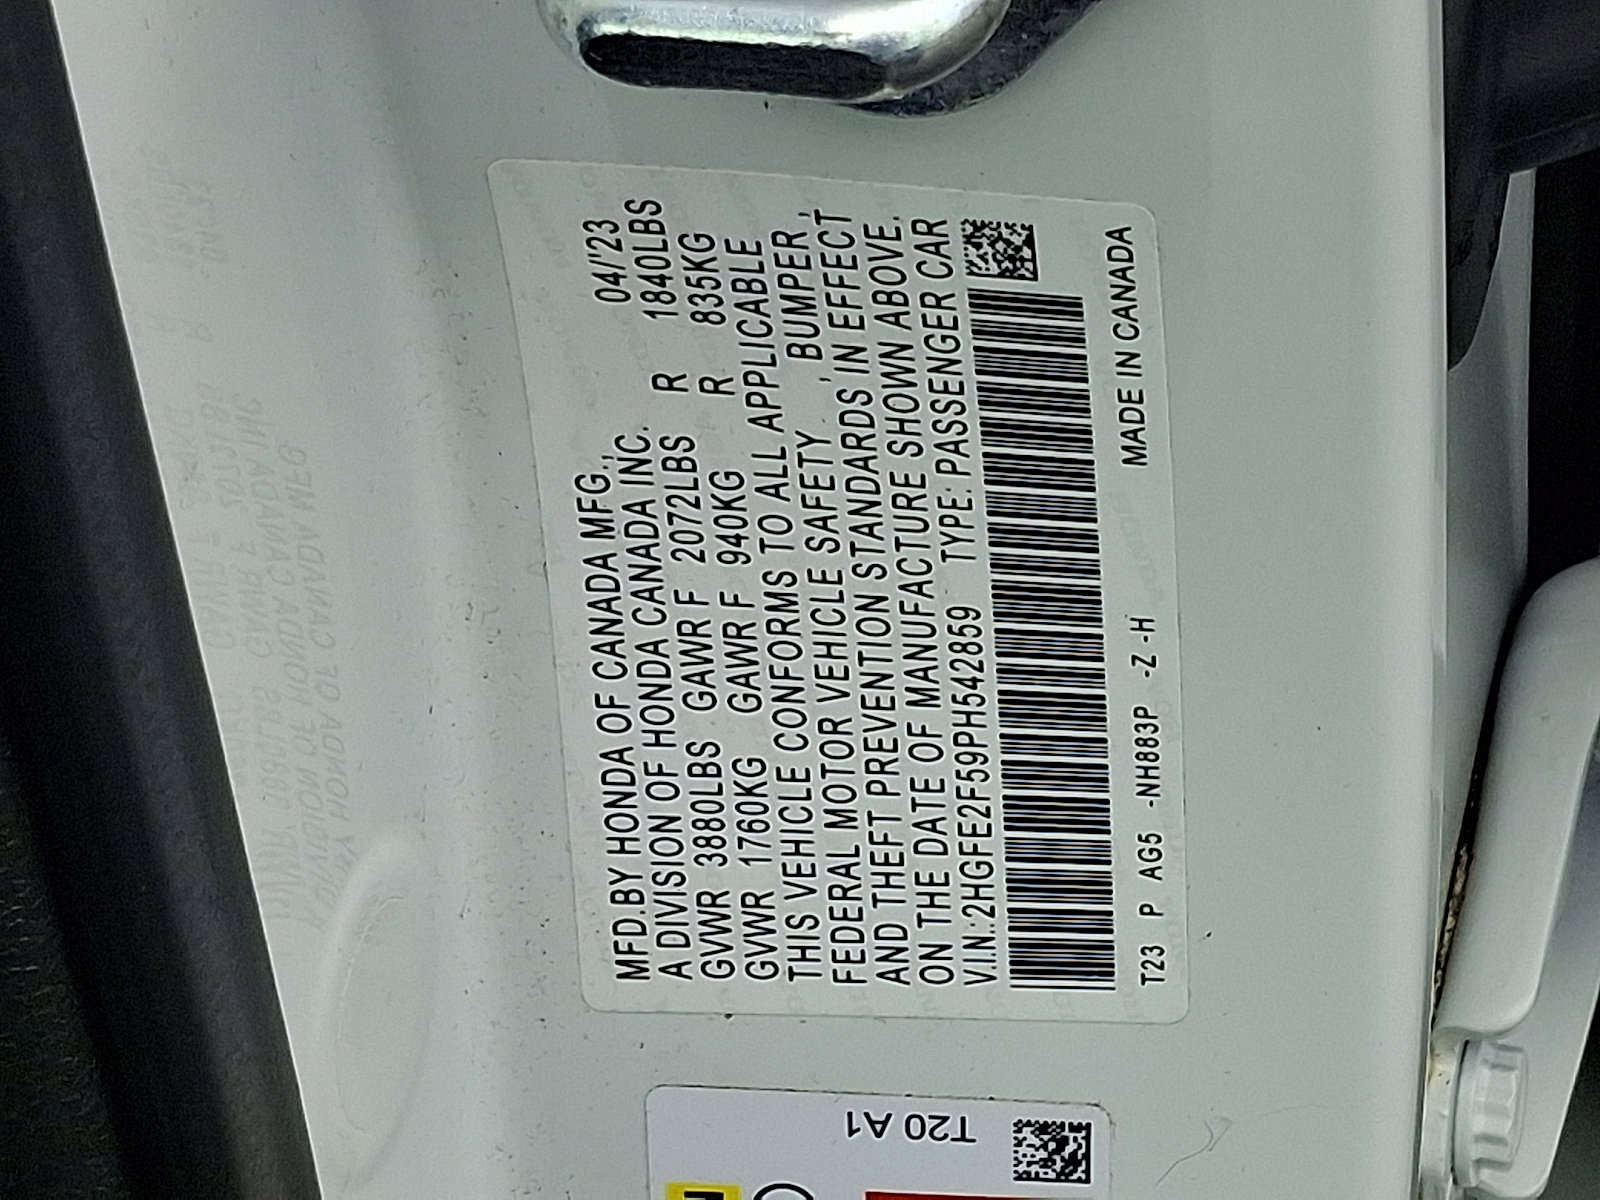 MFD.BY HONDA OF CANADA MFG., 04/'23
A DIVISION OF HONDA CANADA INC.
GVWR 3880LBS GAWR F 2072LBS R 1840LBS
GVWR 1760KG GAWR F 940KG R 835KG
THIS VEHICLE CONFORMS TO ALL APPLICABLE
FEDERAL MOTOR VEHICLE SAFETY , BUMPER ,
AND THEFT PREVENTION STANDARDS IN EFFECT
ON THE DATE OF MANUFACTURE SHOWN ABOVE.
V.I.N.:2HGFE2F59PH542859 TYPE: PASSENGER CAR
T23 P AG5 -NH883P -Z -H MADE IN CANADA
T20 A1